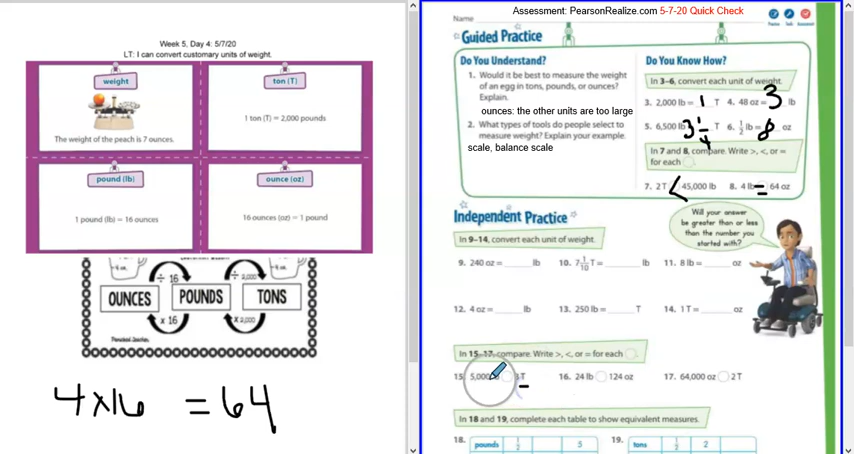 Week 5, Day 4: 5/7/20
LT: I can convert customary units of weight.
weight
The weight of the peach is 7 ounces.
ton (T)
1 ton (T) = 2,000 pounds
pound (lb)
1 pound (lb) = 16 ounces
ounce (oz)
16 ounces (oz) = 1 pound
÷ 16
÷ 2,000
OUNCES
POUNDS
TONS
x 16
x 2,000
4 x 16 = 64
Assessment: PearsonRealize.com 5-7-20 Quick Check
Name
Guided Practice
Do You Understand?
1. Would it be best to measure the weight
of an egg in tons, pounds, or ounces?
Explain.
ounces: the other units are too large
2. What types of tools do people select to
measure weight? Explain your example.
scale, balance scale
Do You Know How?
In 3–6, convert each unit of weight.
3. 2,000 lb = 1 T 4. 48 oz = 3 lb
5. 6,500 lb 3 1/4 T 6. 1/2 lb = 8 oz
In 7 and 8, compare. Write >, <, or =
for each
7. 2 T < 45,000 lb 8. 4 lb = 64 oz
Independent Practice
Will your answer
be greater than or less
than the number you
started with?
In 9–14, convert each unit of weight.
9. 240 oz = ____ lb 10. 7 1/10 T = ____ lb 11. 8 lb = ____ oz
12. 4 oz = ____ lb 13. 250 lb = ____ T 14. 1 T = ____ oz
In 15–17, compare. Write >, <, or = for each
15. 5,000 3 T 16. 24 lb 124 oz 17. 64,000 oz 2 T
In 18 and 19, complete each table to show equivalent measures.
18. pounds 1/2 5 19. tons 1/2 2